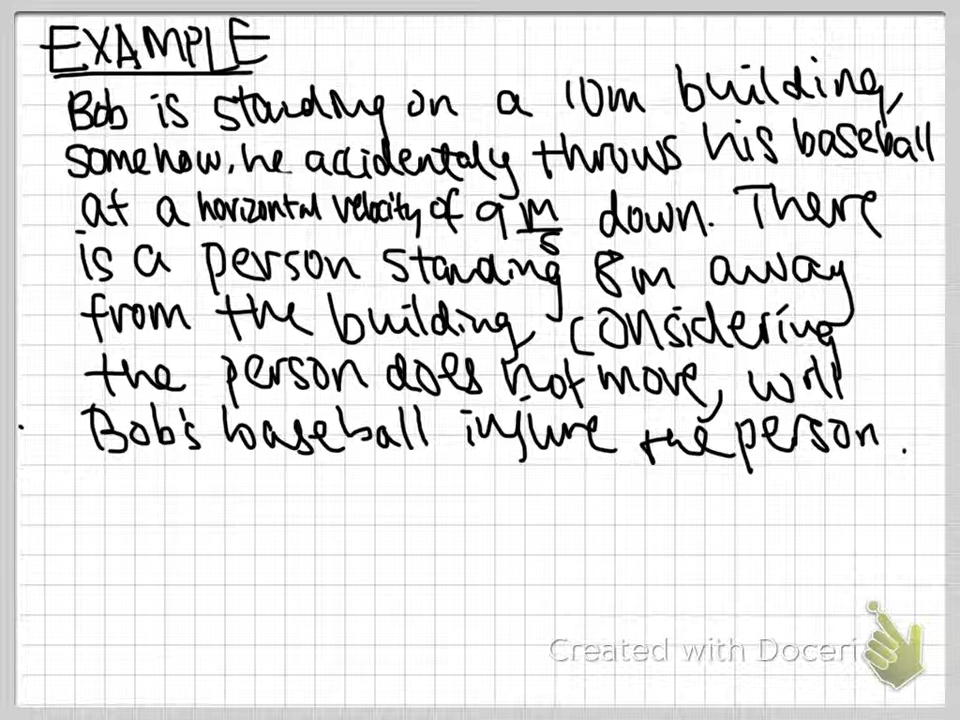 EXAMPLE
Bob is standing on a 10m building,
somehow, he accidentaly throws his baseball
at a horizontal velocity of 9 m/s down. There
is a person standing 8m away
from the building, considering
the person does not move, will
Bob's baseball injure the person.
Created with Doceri